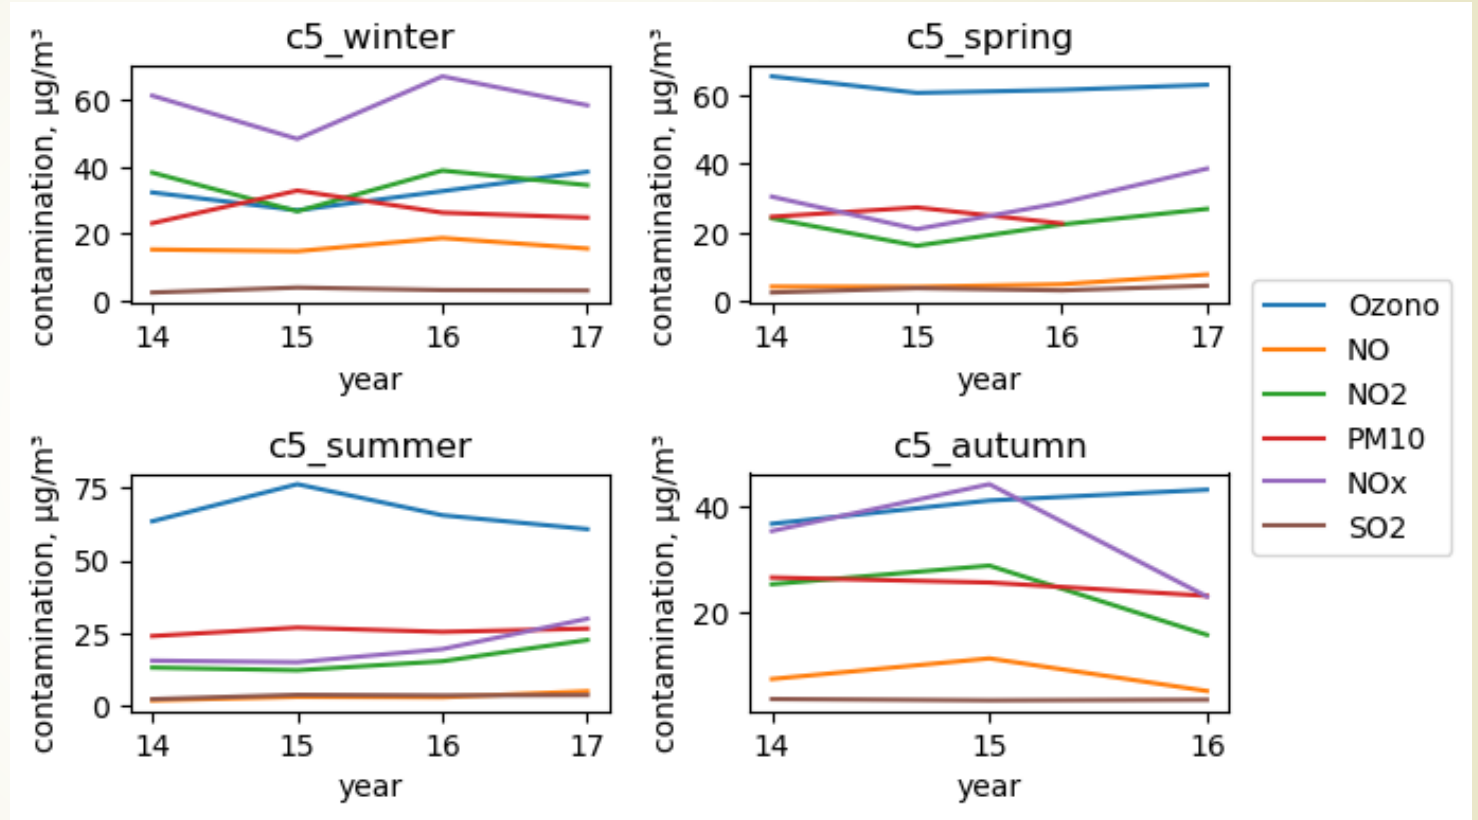 c5_winter
contamination, µg/m³
60
40
20
0
14 15 16 17
year
c5_spring
contamination, µg/m³
60
40
20
0
14 15 16 17
year
c5_summer
contamination, µg/m³
75
50
25
0
14 15 16 17
year
c5_autumn
contamination, µg/m³
40
20
14 15 16
year
Ozono
NO
NO2
PM10
NOx
SO2